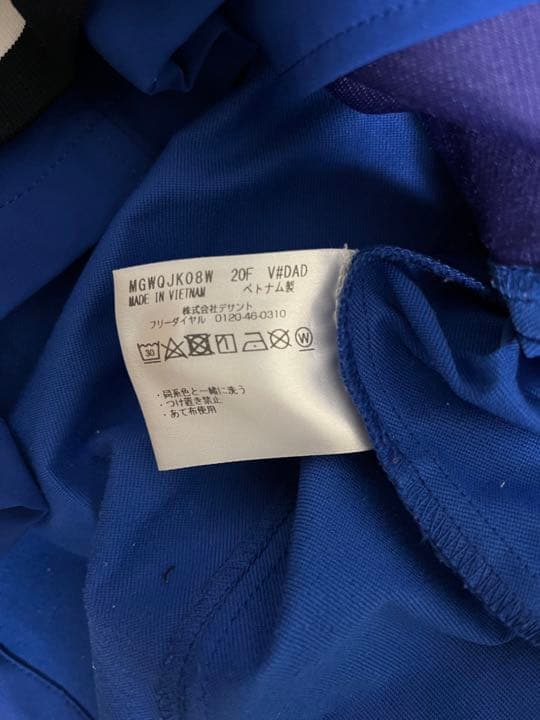 MGWQJK08W 20F V#DAD
MADE IN VIETNAM ベトナム製
株式会社デサント
フリーダイヤル 0120-46-0310
30 W
・同系色と一緒に洗う
・つけ置き禁止
・あて布使用